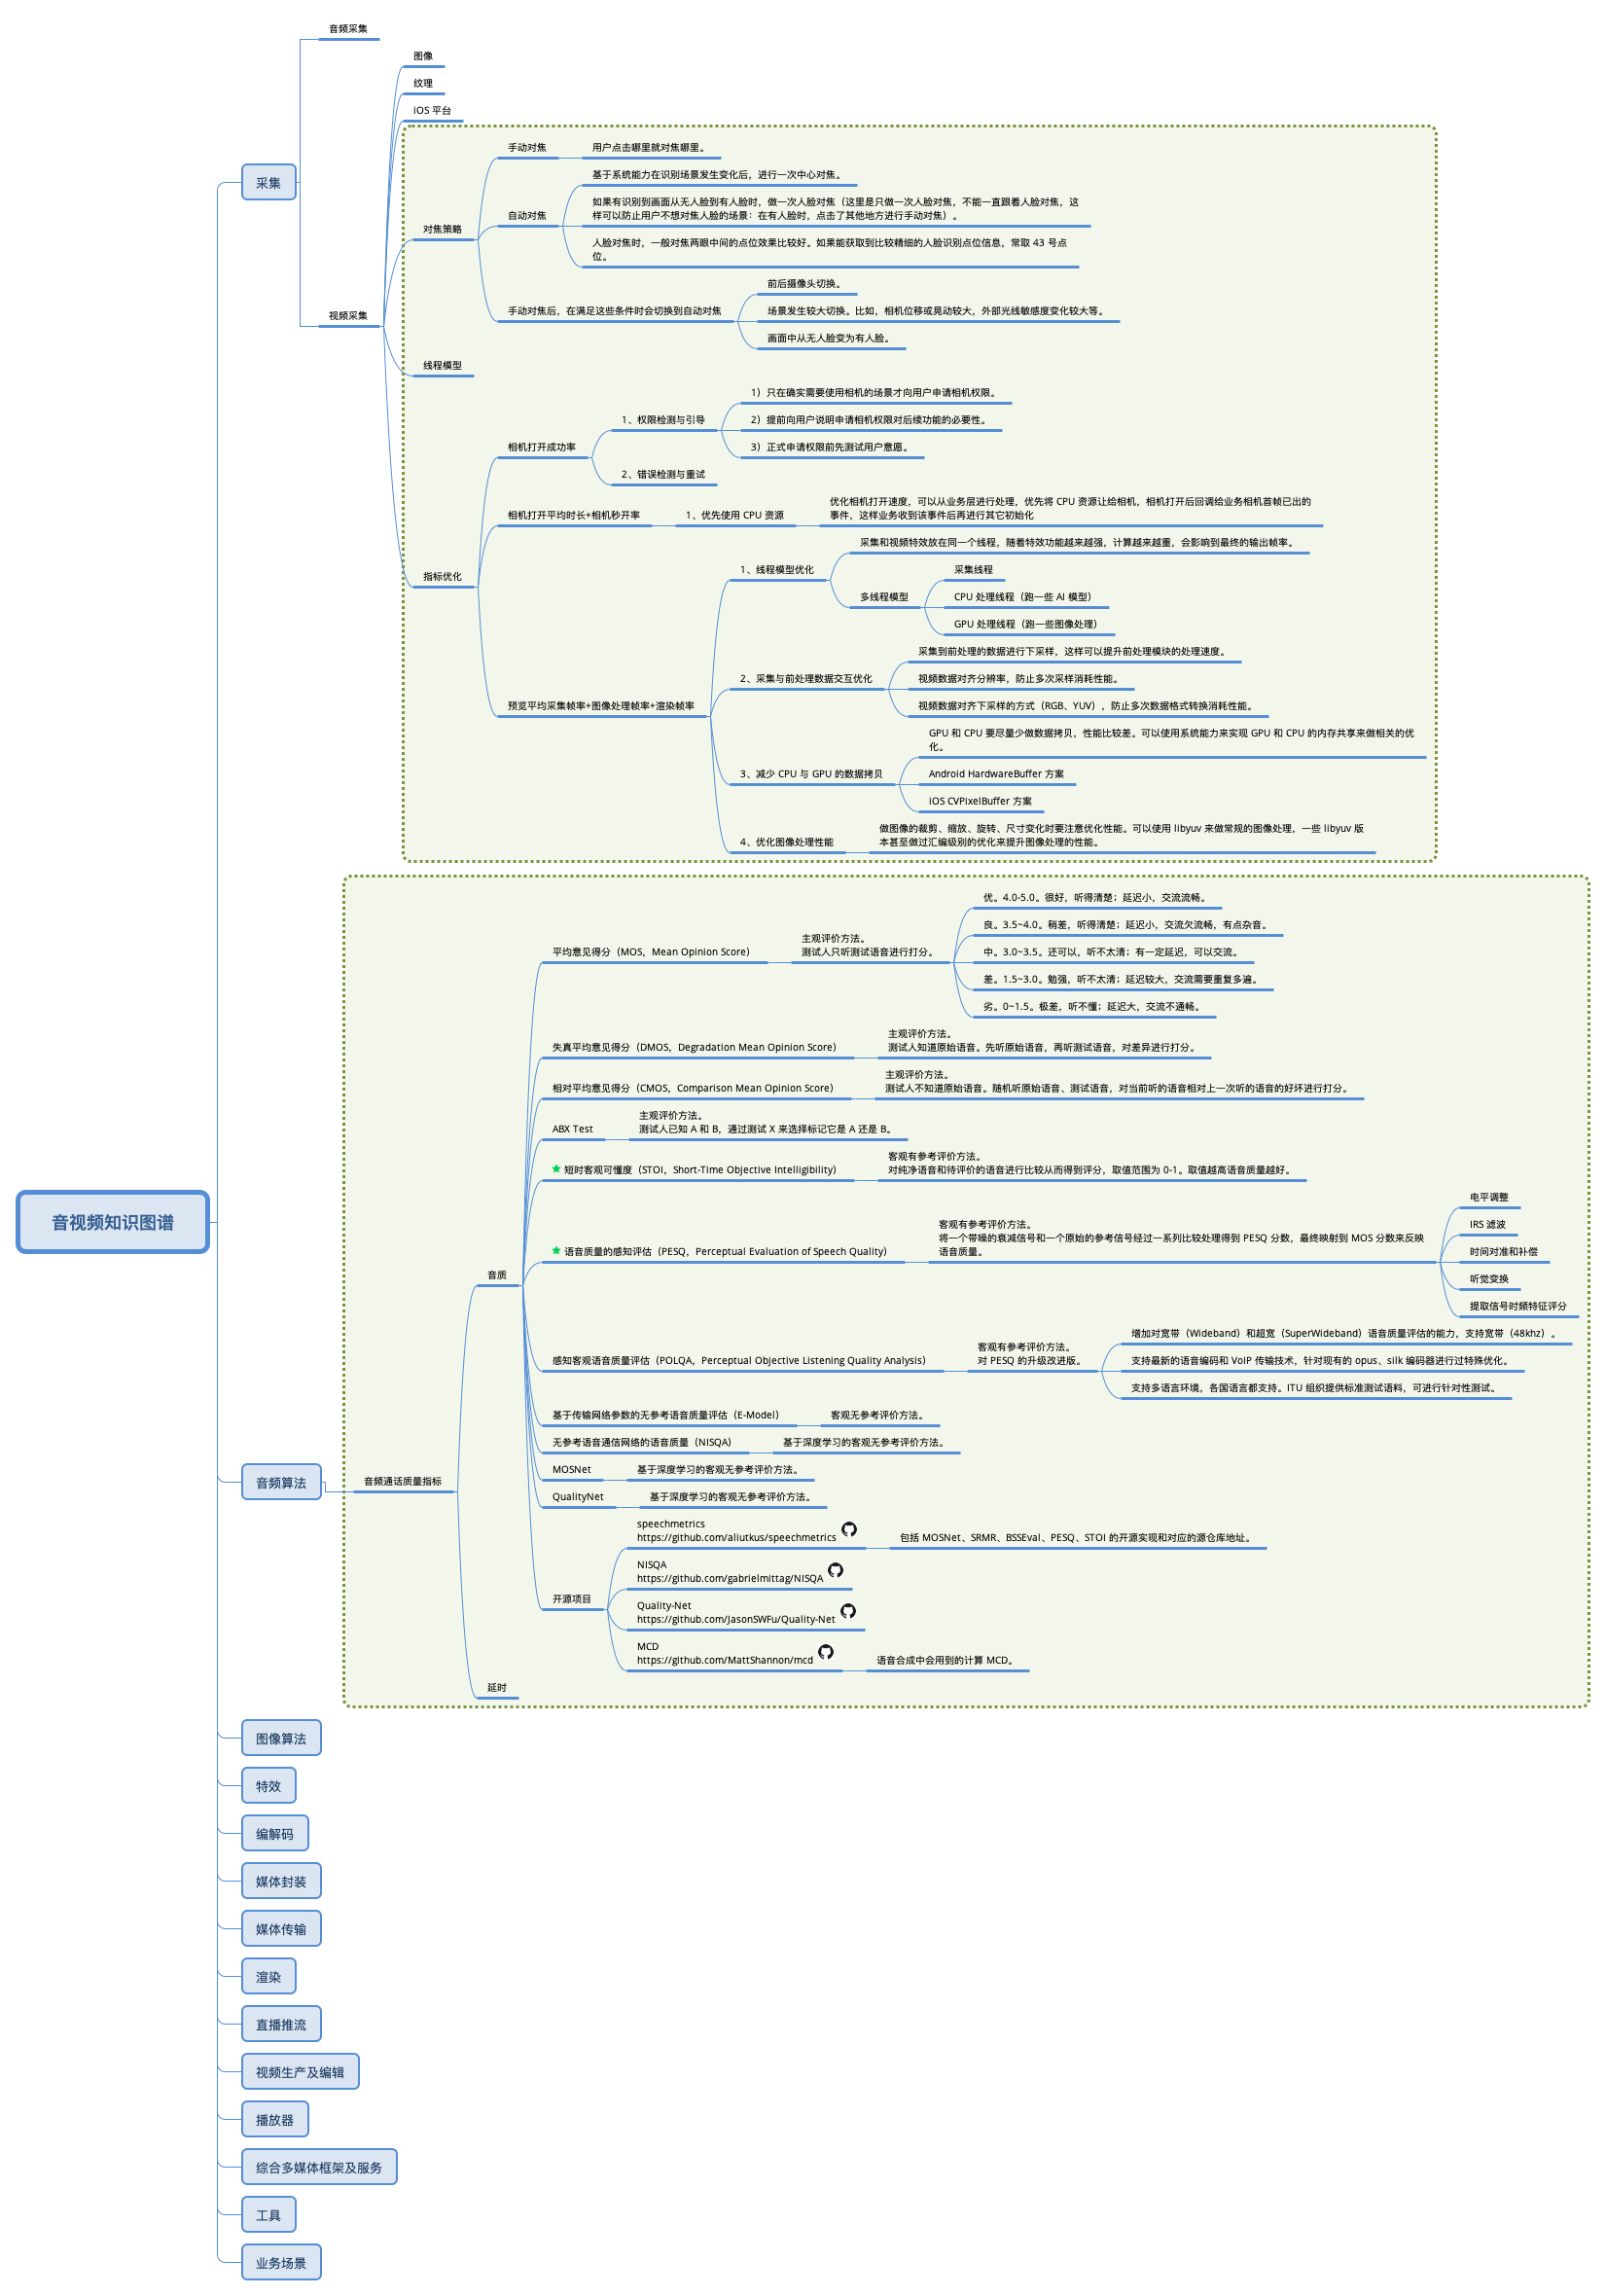 音视频知识图谱
采集
音频采集
视频采集
图像
纹理
iOS 平台
对焦策略
手动对焦
用户点击哪里就对焦哪里。
自动对焦
基于系统能力在识别场景发生变化后，进行一次中心对焦。
如果有识别到画面从无人脸到有人脸时，做一次人脸对焦（这里是只做一次人脸对焦，不能一直跟着人脸对焦，这
样可以防止用户不想对焦人脸的场景：在有人脸时，点击了其他地方进行手动对焦）。
人脸对焦时，一般对焦两眼中间的点位效果比较好。如果能获取到比较精细的人脸识别点位信息，常取 43 号点
位。
手动对焦后，在满足这些条件时会切换到自动对焦
前后摄像头切换。
场景发生较大切换。比如，相机位移或晃动较大，外部光线敏感度变化较大等。
画面中从无人脸变为有人脸。
线程模型
指标优化
相机打开成功率
1、权限检测与引导
1）只在确实需要使用相机的场景才向用户申请相机权限。
2）提前向用户说明申请相机权限对后续功能的必要性。
3）正式申请权限前先测试用户意愿。
2、错误检测与重试
相机打开平均时长+相机秒开率
1、优先使用 CPU 资源
优化相机打开速度，可以从业务层进行处理，优先将 CPU 资源让给相机，相机打开后回调给业务相机首帧已出的
事件，这样业务收到该事件后再进行其它初始化
预览平均采集帧率+图像处理帧率+渲染帧率
1、线程模型优化
采集和视频特效放在同一个线程，随着特效功能越来越强，计算越来越重，会影响到最终的输出帧率。
多线程模型
采集线程
CPU 处理线程（跑一些 AI 模型）
GPU 处理线程（跑一些图像处理）
2、采集与前处理数据交互优化
采集到前处理的数据进行下采样，这样可以提升前处理模块的处理速度。
视频数据对齐分辨率，防止多次采样消耗性能。
视频数据对齐下采样的方式（RGB、YUV），防止多次数据格式转换消耗性能。
3、减少 CPU 与 GPU 的数据拷贝
GPU 和 CPU 要尽量少做数据拷贝，性能比较差。可以使用系统能力来实现 GPU 和 CPU 的内存共享来做相关的优
化。
Android HardwareBuffer 方案
iOS CVPixelBuffer 方案
4、优化图像处理性能
做图像的裁剪、缩放、旋转、尺寸变化时要注意优化性能。可以使用 libyuv 来做常规的图像处理，一些 libyuv 版
本甚至做过汇编级别的优化来提升图像处理的性能。
音频算法
音频通话质量指标
音质
平均意见得分（MOS，Mean Opinion Score）
主观评价方法。
测试人只听测试语音进行打分。
优。4.0-5.0。很好，听得清楚；延迟小，交流流畅。
良。3.5~4.0。稍差，听得清楚；延迟小，交流欠流畅，有点杂音。
中。3.0~3.5。还可以，听不太清；有一定延迟，可以交流。
差。1.5~3.0。勉强，听不太清；延迟较大，交流需要重复多遍。
劣。0~1.5。极差，听不懂；延迟大，交流不通畅。
失真平均意见得分（DMOS，Degradation Mean Opinion Score）
主观评价方法。
测试人知道原始语音。先听原始语音，再听测试语音，对差异进行打分。
相对平均意见得分（CMOS，Comparison Mean Opinion Score）
主观评价方法。
测试人不知道原始语音。随机听原始语音、测试语音，对当前听的语音相对上一次听的语音的好坏进行打分。
ABX Test
主观评价方法。
测试人已知 A 和 B，通过测试 X 来选择标记它是 A 还是 B。
短时客观可懂度（STOI，Short-Time Objective Intelligibility）
客观有参考评价方法。
对纯净语音和待评价的语音进行比较从而得到评分，取值范围为 0-1。取值越高语音质量越好。
语音质量的感知评估（PESQ，Perceptual Evaluation of Speech Quality）
客观有参考评价方法。
将一个带噪的衰减信号和一个原始的参考信号经过一系列比较处理得到 PESQ 分数，最终映射到 MOS 分数来反映
语音质量。
电平调整
IRS 滤波
时间对准和补偿
听觉变换
提取信号时频特征评分
感知客观语音质量评估（POLQA，Perceptual Objective Listening Quality Analysis）
客观有参考评价方法。
对 PESQ 的升级改进版。
增加对宽带（Wideband）和超宽（SuperWideband）语音质量评估的能力，支持宽带（48khz）。
支持最新的语音编码和 VoIP 传输技术，针对现有的 opus、silk 编码器进行过特殊优化。
支持多语言环境，各国语言都支持。ITU 组织提供标准测试语料，可进行针对性测试。
基于传输网络参数的无参考语音质量评估（E-Model）
客观无参考评价方法。
无参考语音通信网络的语音质量（NISQA）
基于深度学习的客观无参考评价方法。
MOSNet
基于深度学习的客观无参考评价方法。
QualityNet
基于深度学习的客观无参考评价方法。
开源项目
speechmetrics
https://github.com/aliutkus/speechmetrics
包括 MOSNet、SRMR、BSSEval、PESQ、STOI 的开源实现和对应的源仓库地址。
NISQA
https://github.com/gabrielmittag/NISQA
Quality-Net
https://github.com/JasonSWFu/Quality-Net
MCD
https://github.com/MattShannon/mcd
语音合成中会用到的计算 MCD。
延时
图像算法
特效
编解码
媒体封装
媒体传输
渲染
直播推流
视频生产及编辑
播放器
综合多媒体框架及服务
工具
业务场景